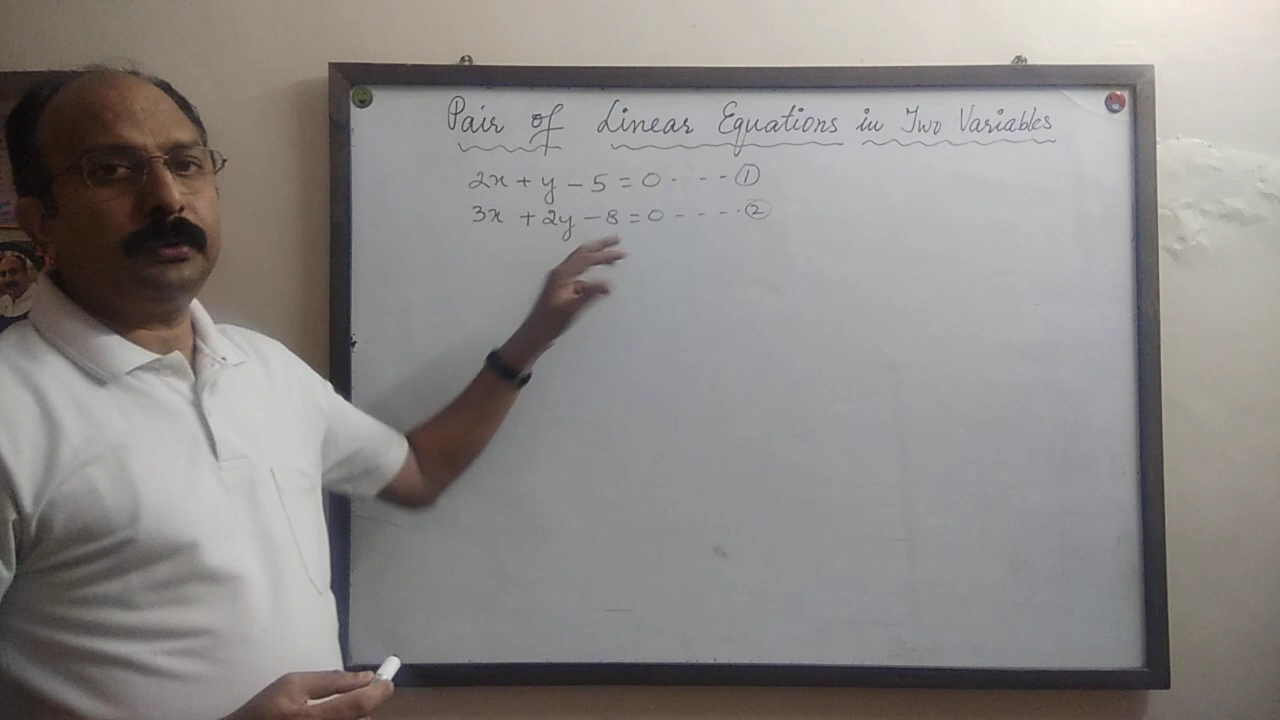 Pair of Linear Equations in Two Variables
2x + y - 5 = 0 - - - ①
3x + 2y - 8 = 0 - - - - ②